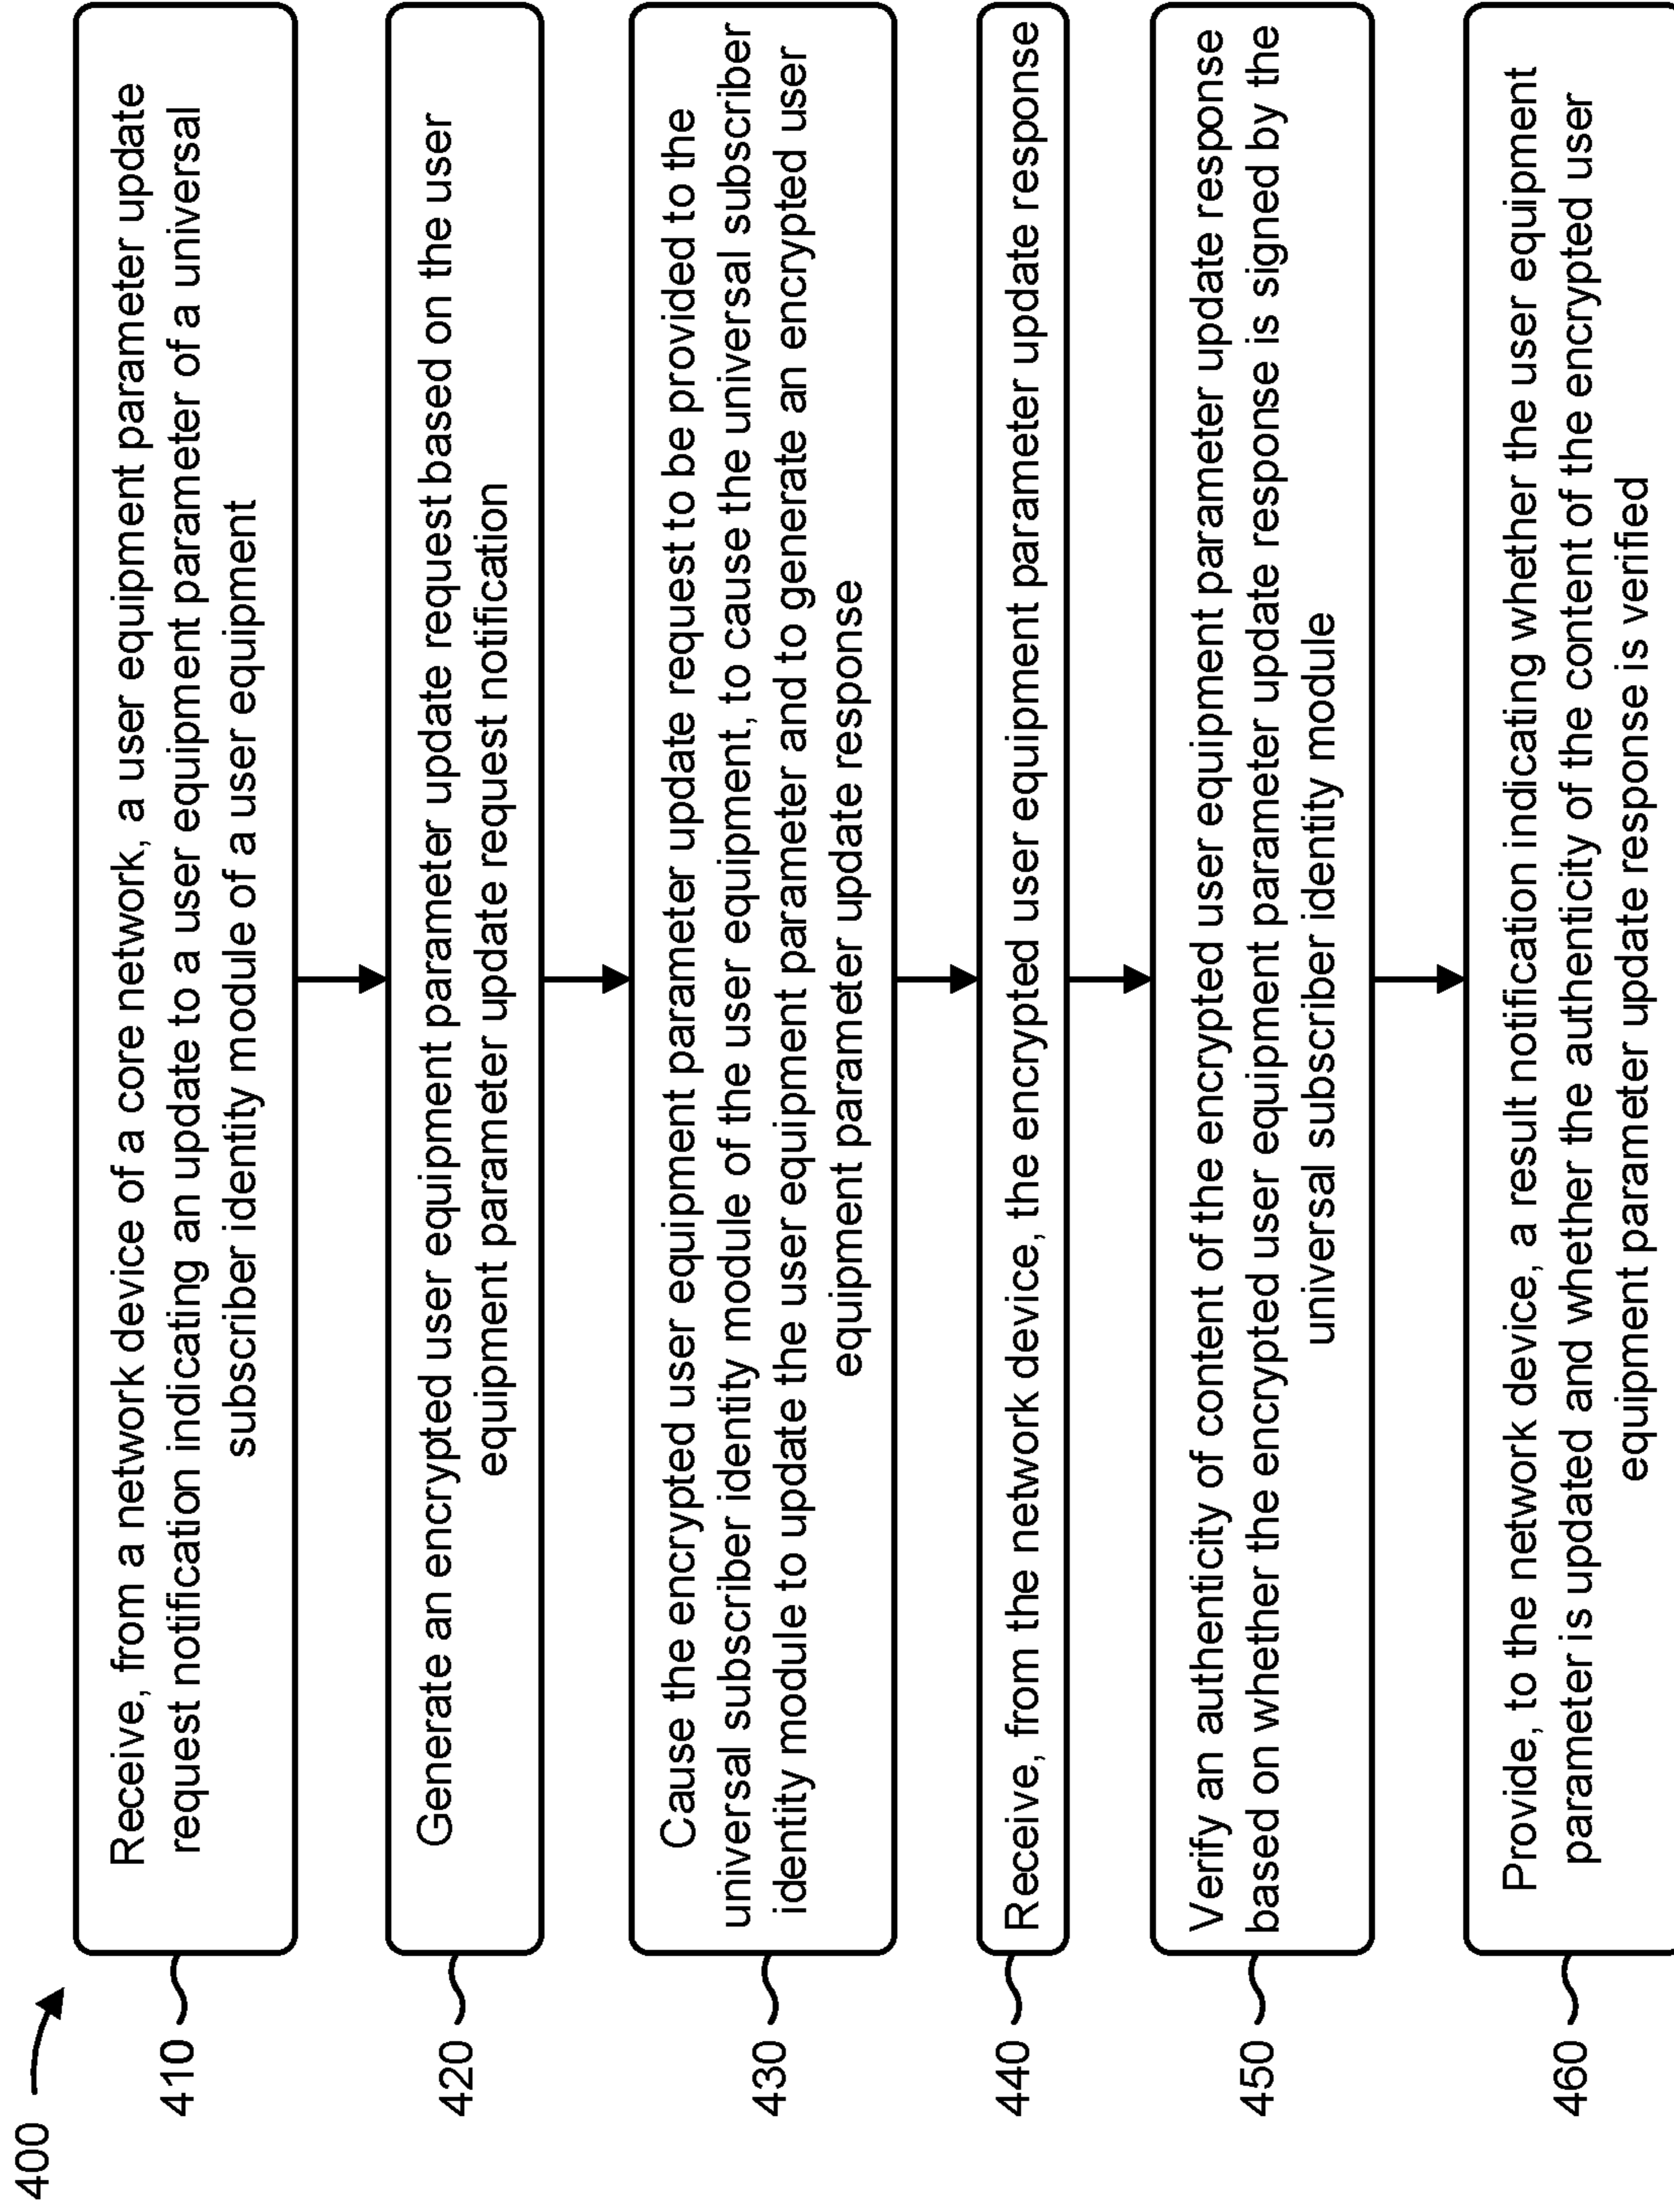 400
410
Receive, from a network device of a core network, a user equipment parameter update
request notification indicating an update to a user equipment parameter of a universal
subscriber identity module of a user equipment
420
Generate an encrypted user equipment parameter update request based on the user
equipment parameter update request notification
430
Cause the encrypted user equipment parameter update request to be provided to the
universal subscriber identity module of the user equipment, to cause the universal subscriber
identity module to update the user equipment parameter and to generate an encrypted user
equipment parameter update response
440
Receive, from the network device, the encrypted user equipment parameter update response
450
Verify an authenticity of content of the encrypted user equipment parameter update response
based on whether the encrypted user equipment parameter update response is signed by the
universal subscriber identity module
460
Provide, to the network device, a result notification indicating whether the user equipment
parameter is updated and whether the authenticity of the content of the encrypted user
equipment parameter update response is verified